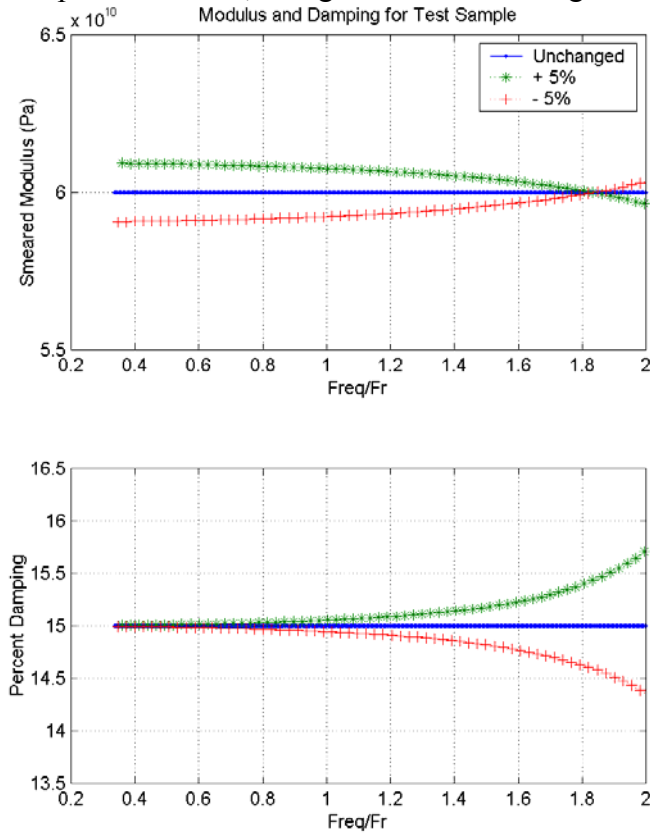 Modulus and Damping for Test Sample
x 10^10
6.5
6
5.5
Smeared Modulus (Pa)
Unchanged
+ 5%
- 5%
0.2 0.4 0.6 0.8 1 1.2 1.4 1.6 1.8 2
Freq/Fr
16.5
16
15.5
15
14.5
14
13.5
Percent Damping
0.2 0.4 0.6 0.8 1 1.2 1.4 1.6 1.8 2
Freq/Fr